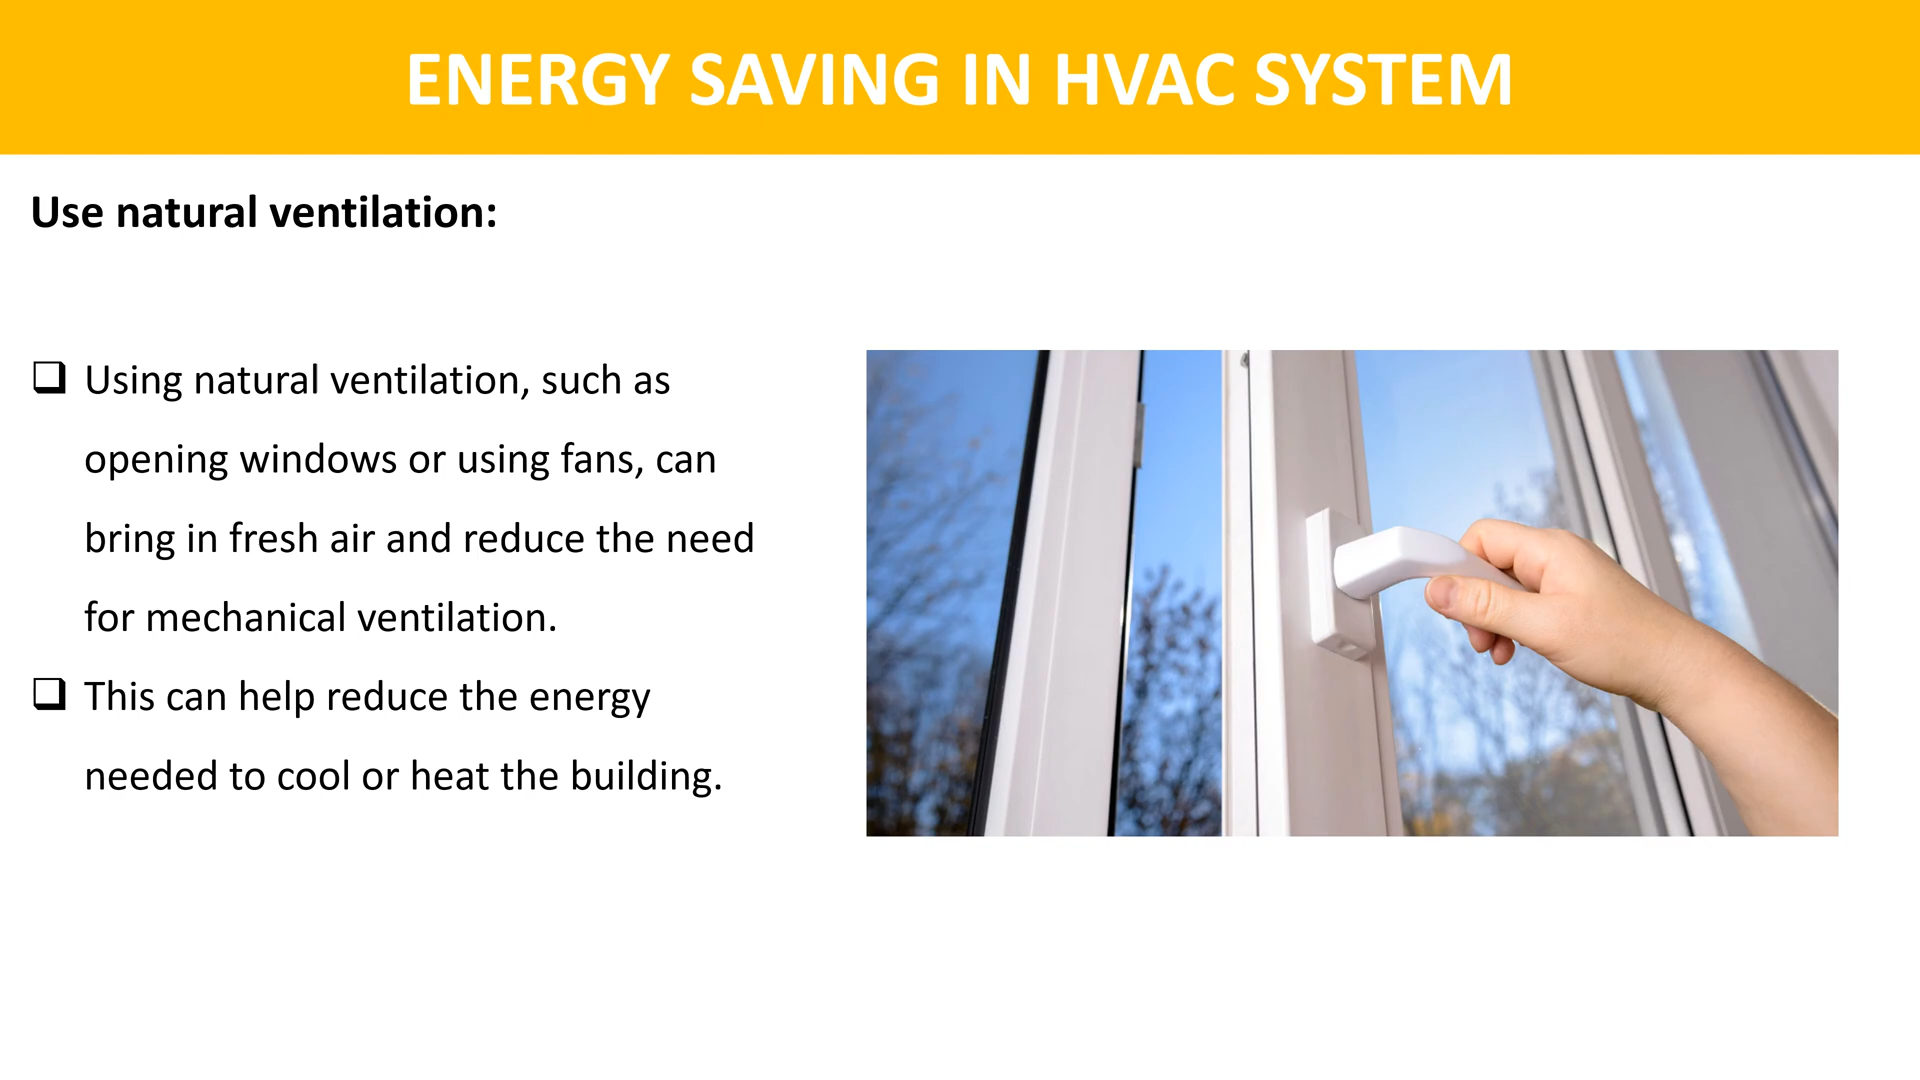 ENERGY SAVING IN HVAC SYSTEM
Use natural ventilation:
❑ Using natural ventilation, such as
opening windows or using fans, can
bring in fresh air and reduce the need
for mechanical ventilation.
❑ This can help reduce the energy
needed to cool or heat the building.